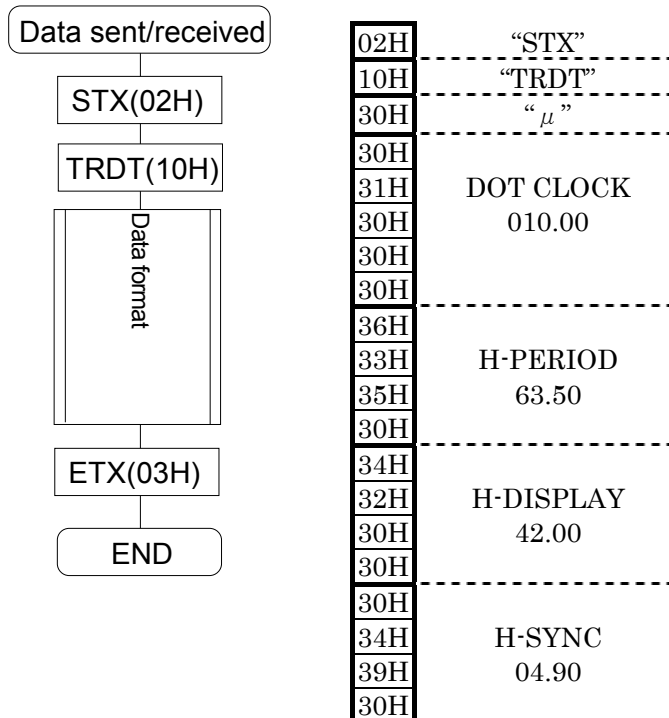 Data sent/received
STX(02H)
TRDT(10H)
Data format
ETX(03H)
END
02H "STX"
10H "TRDT"
30H "μ"
30H
31H DOT CLOCK
30H 010.00
30H
30H
36H
33H H-PERIOD
35H 63.50
30H
34H
32H H-DISPLAY
30H 42.00
30H
30H
34H H-SYNC
39H 04.90
30H